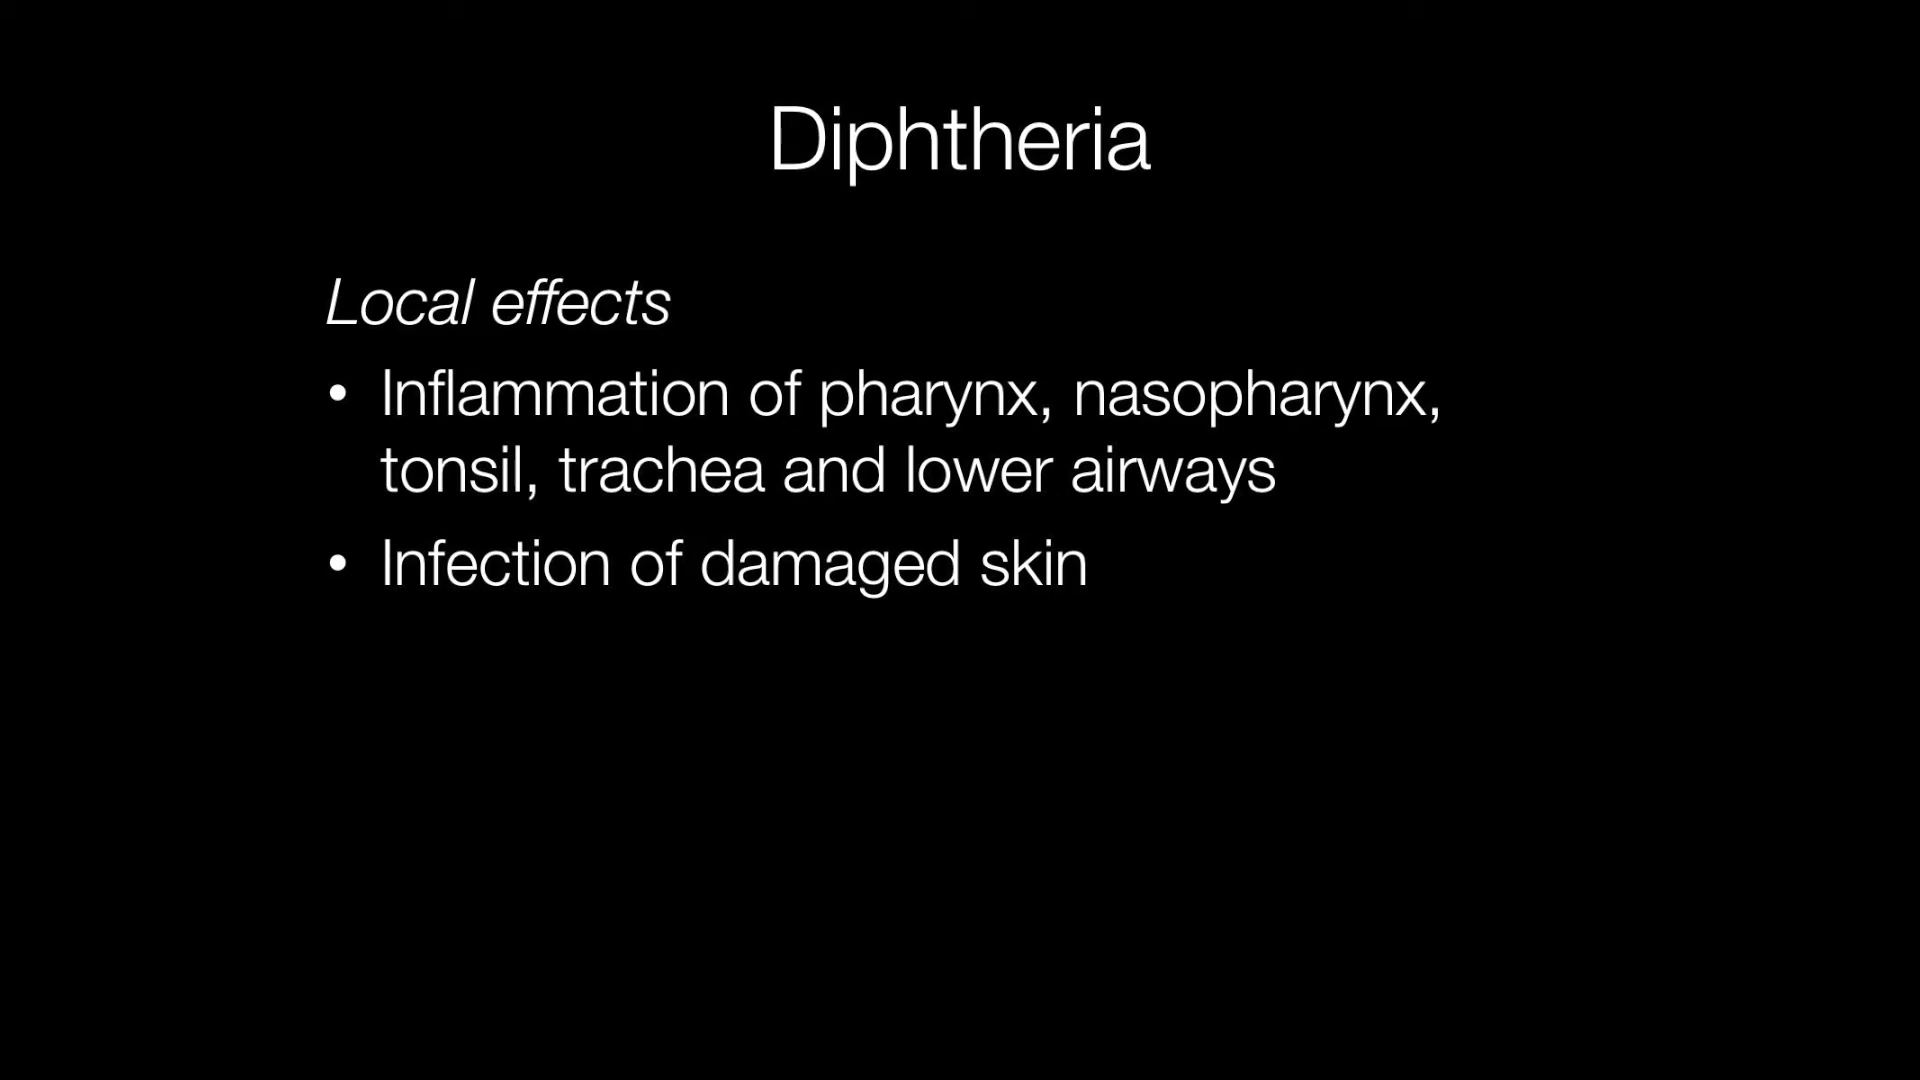 Diphtheria
Local effects
• Inflammation of pharynx, nasopharynx,
tonsil, trachea and lower airways
• Infection of damaged skin